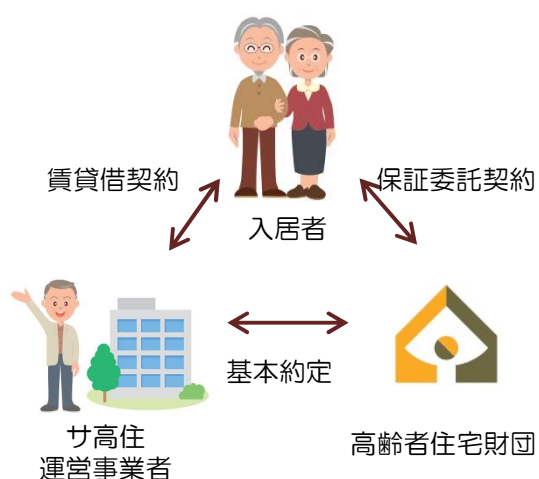 賃貸借契約
保証委託契約
入居者
基本約定
サ高住
運営事業者
高齢者住宅財団